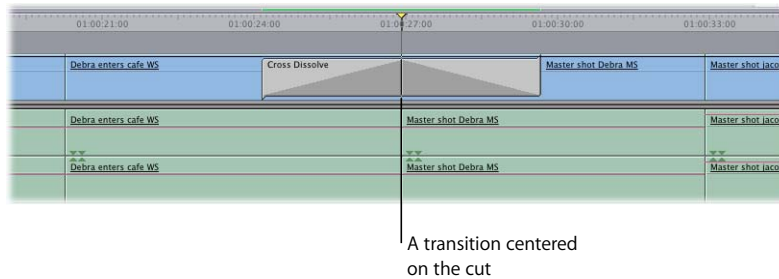 01:00:21:00 01:00:24:00 01:00:27:00 01:00:30:00 01:00:33:00
Debra enters cafe WS Cross Dissolve Master shot Debra MS Master shot jaco
Debra enters cafe WS Master shot Debra MS Master shot jaco
Debra enters cafe WS Master shot Debra MS Master shot jaco
A transition centered
on the cut